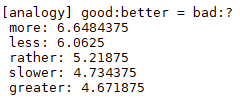 [analogy] good:better = bad:?
more: 6.6484375
less: 6.0625
rather: 5.21875
slower: 4.734375
greater: 4.671875